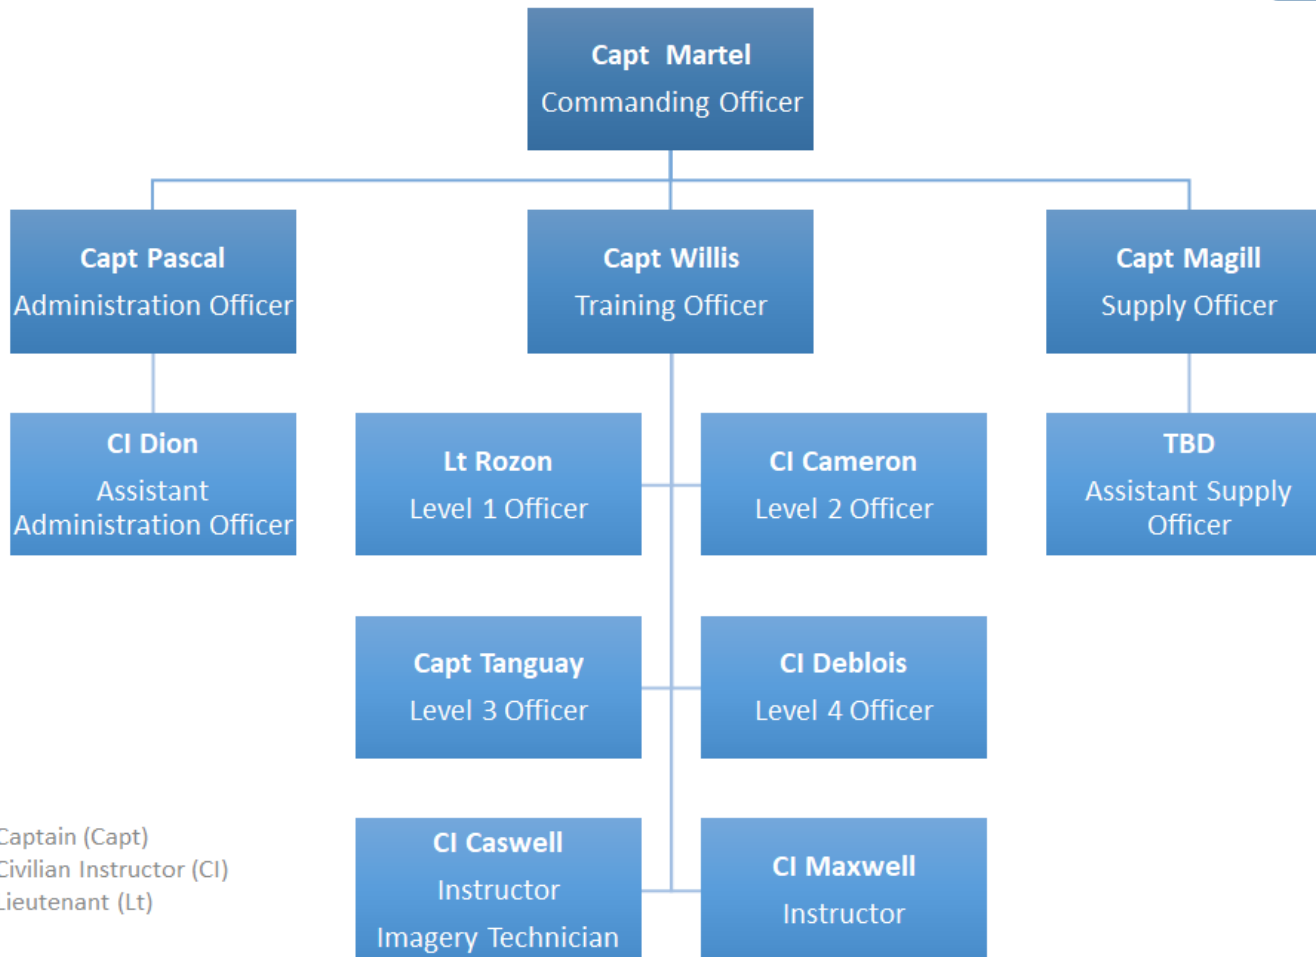 Capt Martel
Commanding Officer
Capt Pascal
Administration Officer
Capt Willis
Training Officer
Capt Magill
Supply Officer
CI Dion
Assistant
Administration Officer
Lt Rozon
Level 1 Officer
CI Cameron
Level 2 Officer
TBD
Assistant Supply
Officer
Capt Tanguay
Level 3 Officer
CI Deblois
Level 4 Officer
CI Caswell
Instructor
Imagery Technician
CI Maxwell
Instructor
Captain (Capt)
Civilian Instructor (CI)
Lieutenant (Lt)